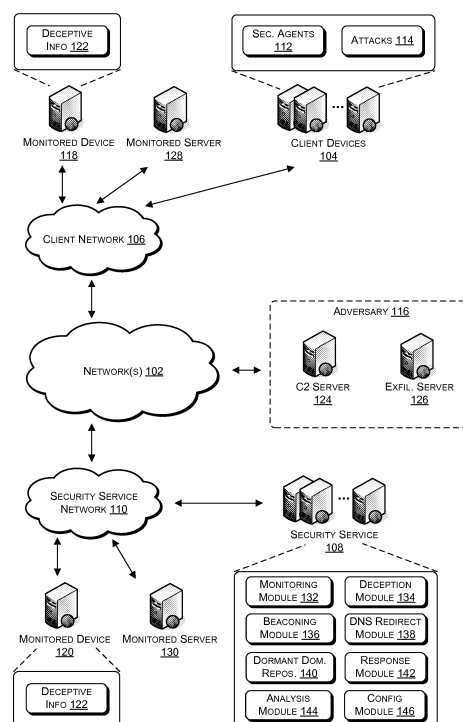 DECEPTIVE
INFO 122
SEC. AGENTS
112
ATTACKS 114
MONITORED DEVICE
118
MONITORED SERVER
128
CLIENT DEVICES
104
CLIENT NETWORK 106
ADVERSARY 116
NETWORK(S) 102
C2 SERVER
124
EXFIL. SERVER
126
SECURITY SERVICE
NETWORK 110
SECURITY SERVICE
108
MONITORED DEVICE
120
MONITORED SERVER
130
DECEPTIVE
INFO 122
MONITORING
MODULE 132
DECEPTION
MODULE 134
BEACONING
MODULE 136
DNS REDIRECT
MODULE 138
DORMANT DOM.
REPOS. 140
RESPONSE
MODULE 142
ANALYSIS
MODULE 144
CONFIG
MODULE 146